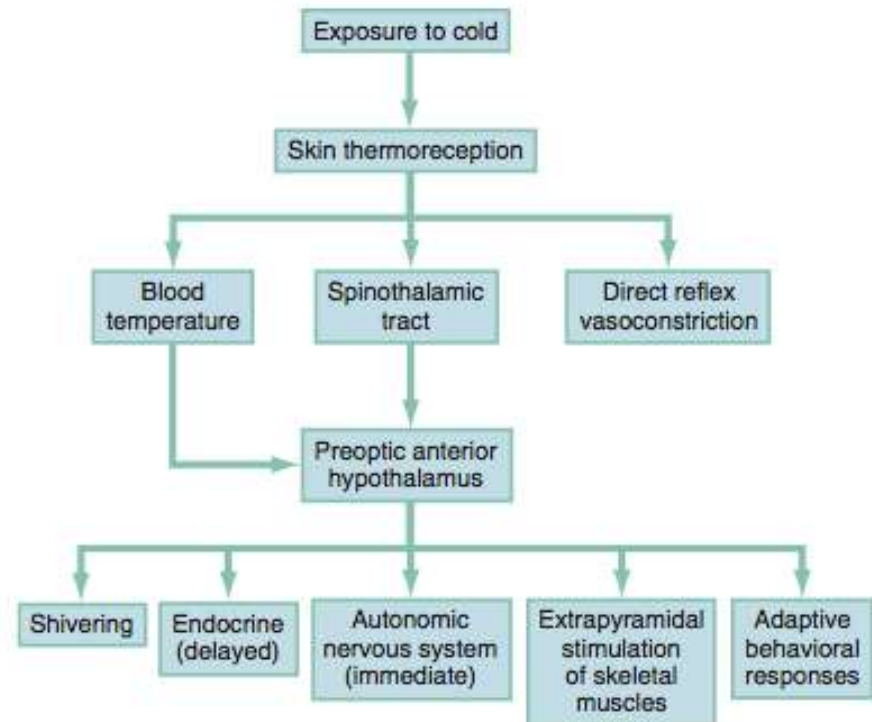 Exposure to cold
Skin thermoreception
Blood
temperature
Spinothalamic
tract
Direct reflex
vasoconstriction
Preoptic anterior
hypothalamus
Shivering
Endocrine
(delayed)
Autonomic
nervous system
(immediate)
Extrapyramidal
stimulation
of skeletal
muscles
Adaptive
behavioral
responses